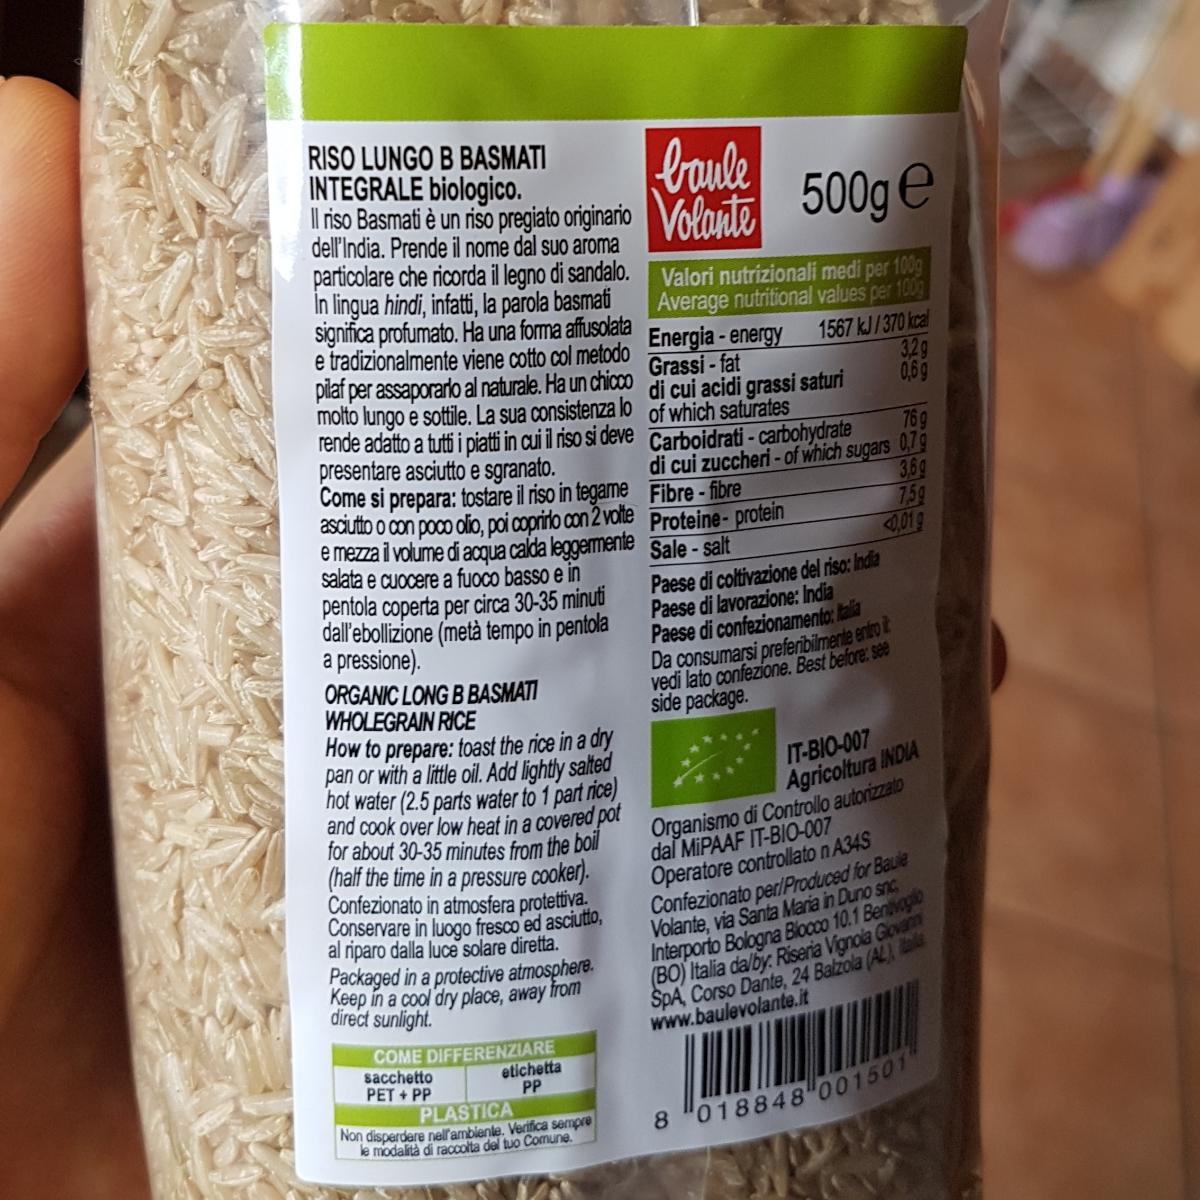 RISO LUNGO B BASMATI
INTEGRALE biologico.
Il riso Basmati è un riso pregiato originario
dell'India. Prende il nome dal suo aroma
particolare che ricorda il legno di sandalo.
In lingua hindi, infatti, la parola basmati
significa profumato. Ha una forma affusolata
e tradizionalmente viene cotto col metodo
pilaf per assaporarlo al naturale. Ha un chicco
molto lungo e sottile. La sua consistenza lo
rende adatto a tutti i piatti in cui il riso si deve
presentare asciutto e sgranato.
Come si prepara: tostare il riso in tegame
asciutto o con poco olio, poi coprirlo con 2 volte
e mezza il volume di acqua calda leggermente
salata e cuocere a fuoco basso e in
pentola coperta per circa 30-35 minuti
dall'ebollizione (metà tempo in pentola
a pressione).
ORGANIC LONG B BASMATI
WHOLEGRAIN RICE
How to prepare: toast the rice in a dry
pan or with a little oil. Add lightly salted
hot water (2.5 parts water to 1 part rice)
and cook over low heat in a covered pot
for about 30-35 minutes from the boil
(half the time in a pressure cooker).
Confezionato in atmosfera protettiva.
Conservare in luogo fresco ed asciutto,
al riparo dalla luce solare diretta.
Packaged in a protective atmosphere.
Keep in a cool dry place, away from
direct sunlight.
COME DIFFERENZIARE
sacchetto etichetta
PET + PP PP
PLASTICA
Non disperdere nell'ambiente. Verifica sempre
le modalità di raccolta del tuo Comune.
baule
Volante
500g e
Valori nutrizionali medi per 100g
Average nutritional values per 100g
Energia - energy 1567 kJ / 370 kcal
Grassi - fat 3,2 g
di cui acidi grassi saturi 0,6 g
of which saturates
Carboidrati - carbohydrate 76 g
di cui zuccheri - of which sugars 0,7 g
Fibre - fibre 3,6 g
Proteine- protein 7,5 g
Sale - salt <0,01 g
Paese di coltivazione del riso: India
Paese di lavorazione: India
Paese di confezionamento: Italia
Da consumarsi preferibilmente entro il:
vedi lato confezione. Best before: see
side package.
IT-BIO-007
Agricoltura INDIA
Organismo di Controllo autorizzato
dal MiPAAF IT-BIO-007
Operatore controllato n A34S
Confezionato per/Produced for Baule
Volante, via Santa Maria in Duno snc,
Interporto Bologna Blocco 10.1 Bentivoglio
(BO) Italia da/by: Riseria Vignola Giovanni
SpA, Corso Dante, 24 Balzola (AL), Italia
www.baulevolante.it
8 018848 001501